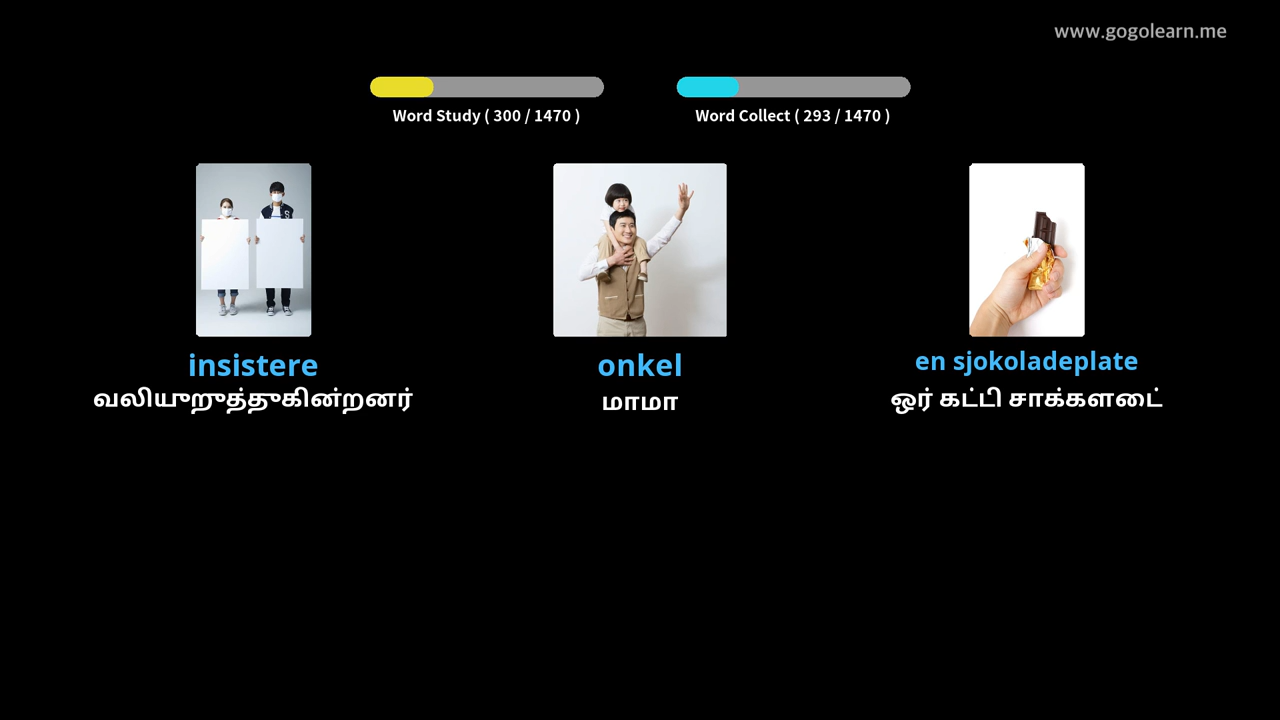 www.gogolearn.me
Word Study ( 300 / 1470 )
Word Collect ( 293 / 1470 )
insistere
வலியுறுத்துகின்றனர்
onkel
மாமா
en sjokoladeplate
ஒர் கட்டி சாக்களடைட்